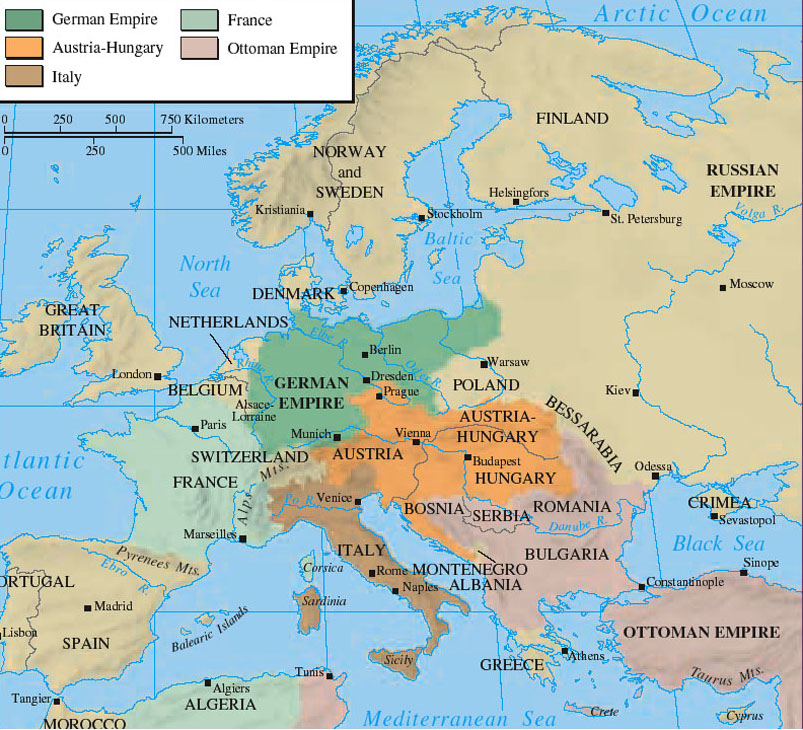 German Empire
France
Austria-Hungary
Ottoman Empire
Italy
Arctic Ocean
0 250 500 750 Kilometers
0 250 500 Miles
FINLAND
NORWAY
and
SWEDEN
RUSSIAN
EMPIRE
Helsingfors
Kristiania
Stockholm
St. Petersburg
Volga R.
Baltic
Sea
North
Sea
Moscow
DENMARK
Copenhagen
GREAT
BRITAIN
NETHERLANDS
Elbe R.
Berlin
London
Rhine
Warsaw
BELGIUM
GERMAN
EMPIRE
Dresden
Oder R.
POLAND
Prague
Kiev
Alsace-
Lorraine
BESSARABIA
AUSTRIA-
HUNGARY
Paris
Munich
Vienna
SWITZERLAND
AUSTRIA
Budapest
Odessa
tlantic
Ocean
FRANCE
Alps Mts.
HUNGARY
Po R.
Venice
BOSNIA
SERBIA
ROMANIA
CRIMEA
Sevastopol
Danube R.
Marseilles
Black Sea
Pyrenees Mts.
ITALY
BULGARIA
Ebro R.
Corsica
Rome
MONTENEGRO
Sinope
ORTUGAL
Naples
ALBANIA
Constantinople
Madrid
Sardinia
Lisboa
Balearic Islands
SPAIN
OTTOMAN EMPIRE
Sicily
GREECE
Athens
Tunis
Taurus Mts.
Tangier
Algiers
ALGERIA
Crete
Cyprus
MOROCCO
Mediterranean Sea